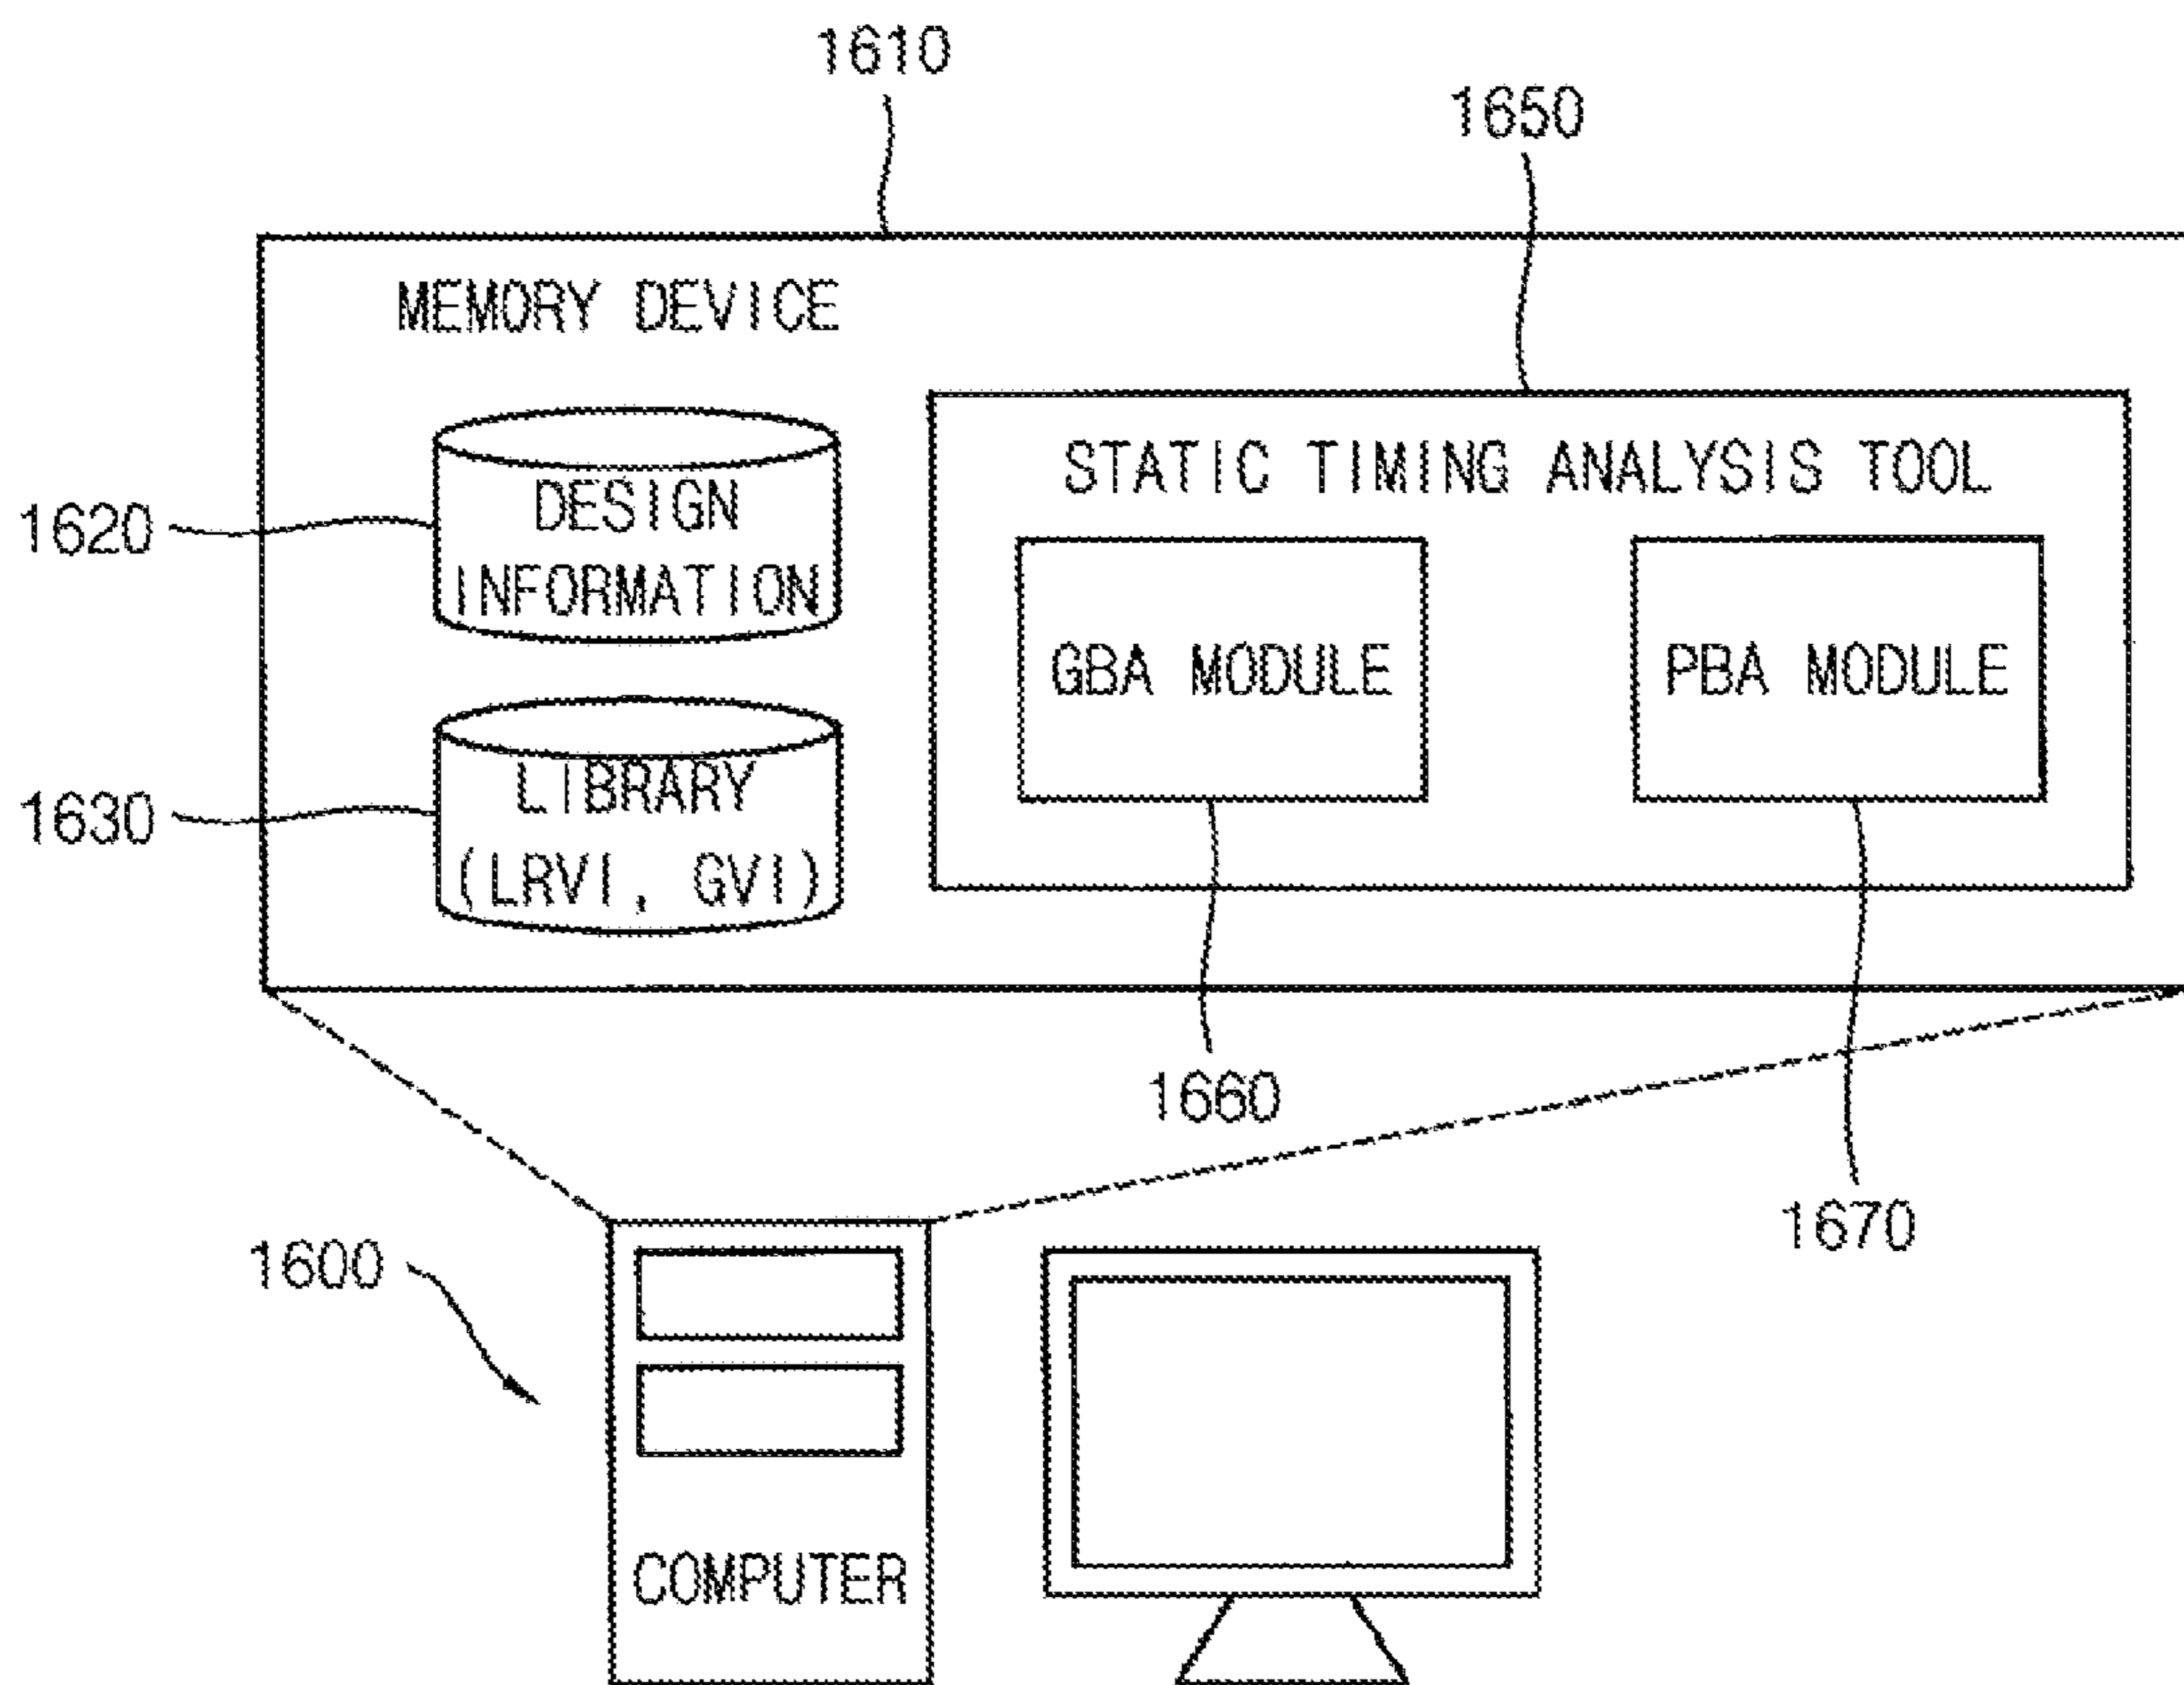 1610
1650
MEMORY DEVICE
STATIC TIMING ANALYSIS TOOL
1620
DESIGN
INFORMATION
GBA MODULE
PBA MODULE
1630
LIBRARY
(LRVI, GVI)
1660
1670
1600
COMPUTER